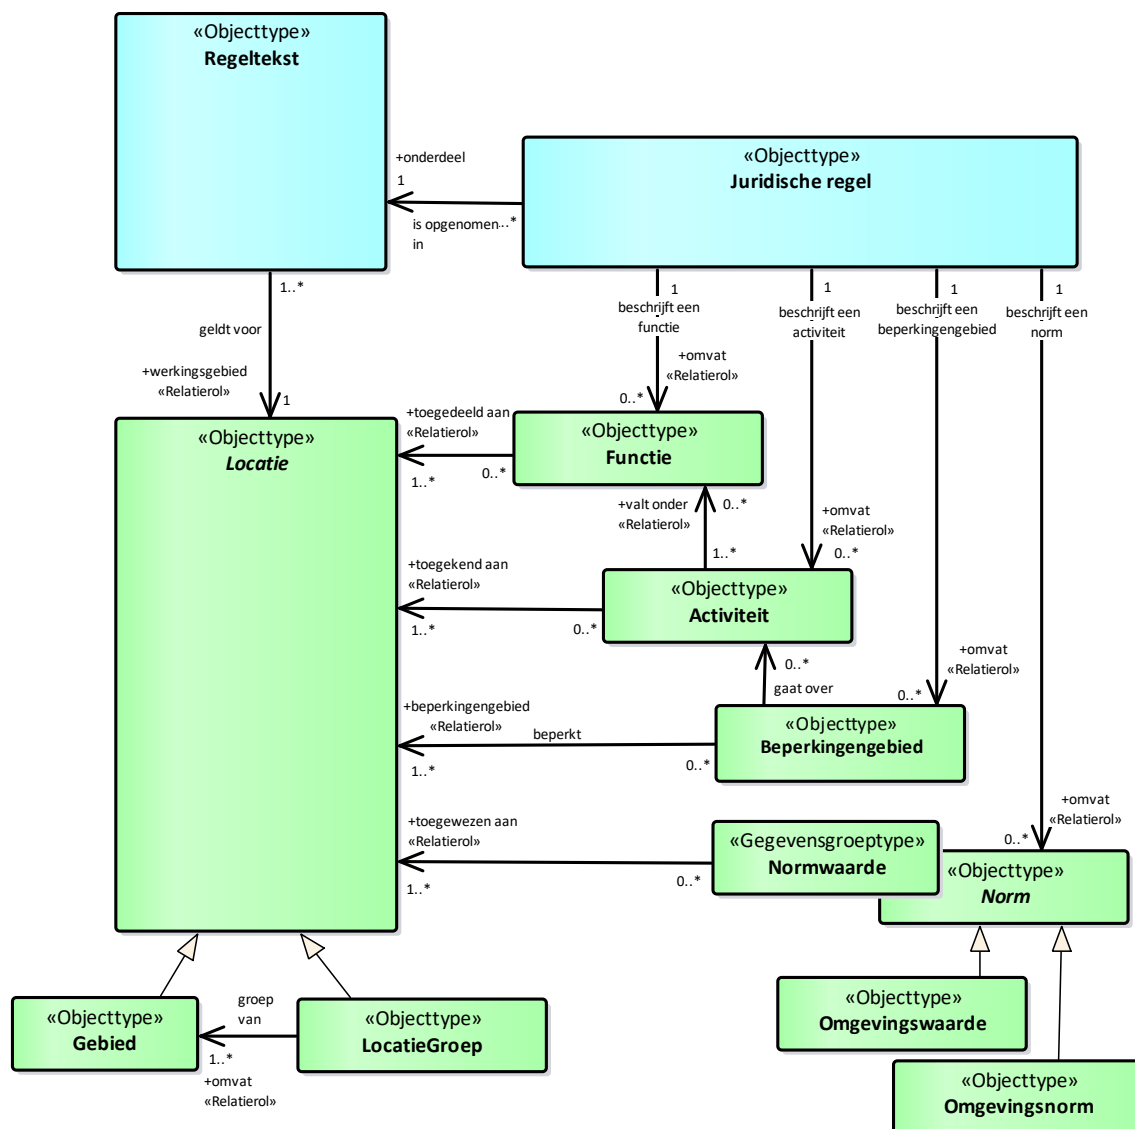 «Objecttype»
Regeltekst
«Objecttype»
Juridische regel
+onderdeel
1
is opgenomen
in
..*
1..*
geldt voor
+werkingsgebied
«Relatierol»
1
1
beschrijft een
functie
1
beschrijft een
activiteit
1
beschrijft een
beperkingengebied
1
beschrijft een
norm
+omvat
«Relatierol»
0..*
«Objecttype»
Locatie
+toegedeeld aan
«Relatierol»
1..*
0..*
«Objecttype»
Functie
+valt onder
«Relatierol»
0..*
1..*
+omvat
«Relatierol»
0..*
+toegekend aan
«Relatierol»
1..*
0..*
«Objecttype»
Activiteit
0..*
gaat over
+omvat
«Relatierol»
0..*
+beperkingengebied
«Relatierol»
1..*
beperkt
0..*
«Objecttype»
Beperkingengebied
+omvat
«Relatierol»
0..*
+toegewezen aan
«Relatierol»
1..*
0..*
«Gegevensgroeptype»
Normwaarde
«Objecttype»
Norm
«Objecttype»
Gebied
groep
van
1..*
+omvat
«Relatierol»
«Objecttype»
LocatieGroep
«Objecttype»
Omgevingswaarde
«Objecttype»
Omgevingsnorm